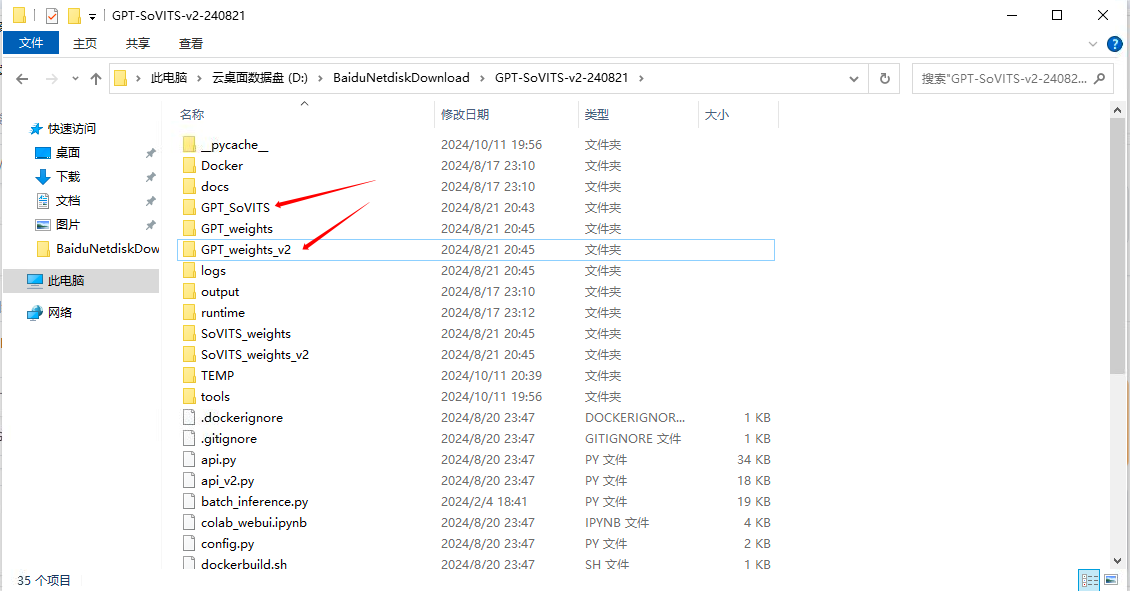 GPT-SoVITS-v2-240821
文件 主页 共享 查看
此电脑 › 云桌面数据盘 (D:) › BaiduNetdiskDownload › GPT-SoVITS-v2-240821 ›
搜索"GPT-SoVITS-v2-24082...
快速访问
桌面
下载
文档
图片
BaiduNetdiskDow
此电脑
网络
名称 修改日期 类型 大小
__pycache__ 2024/10/11 19:56 文件夹
Docker 2024/8/17 23:10 文件夹
docs 2024/8/17 23:10 文件夹
GPT_SoVITS 2024/8/21 20:43 文件夹
GPT_weights 2024/8/21 20:45 文件夹
GPT_weights_v2 2024/8/21 20:45 文件夹
logs 2024/8/21 20:45 文件夹
output 2024/8/17 23:10 文件夹
runtime 2024/8/17 23:12 文件夹
SoVITS_weights 2024/8/21 20:45 文件夹
SoVITS_weights_v2 2024/8/21 20:45 文件夹
TEMP 2024/10/11 20:39 文件夹
tools 2024/10/11 19:56 文件夹
.dockerignore 2024/8/20 23:47 DOCKERIGNOR... 1 KB
.gitignore 2024/8/20 23:47 GITIGNORE 文件 1 KB
api.py 2024/8/20 23:47 PY 文件 34 KB
api_v2.py 2024/8/20 23:47 PY 文件 18 KB
batch_inference.py 2024/2/4 18:41 PY 文件 19 KB
colab_webui.ipynb 2024/8/20 23:47 IPYNB 文件 4 KB
config.py 2024/8/20 23:47 PY 文件 2 KB
dockerbuild.sh 2024/8/20 23:47 SH 文件 1 KB
35 个项目